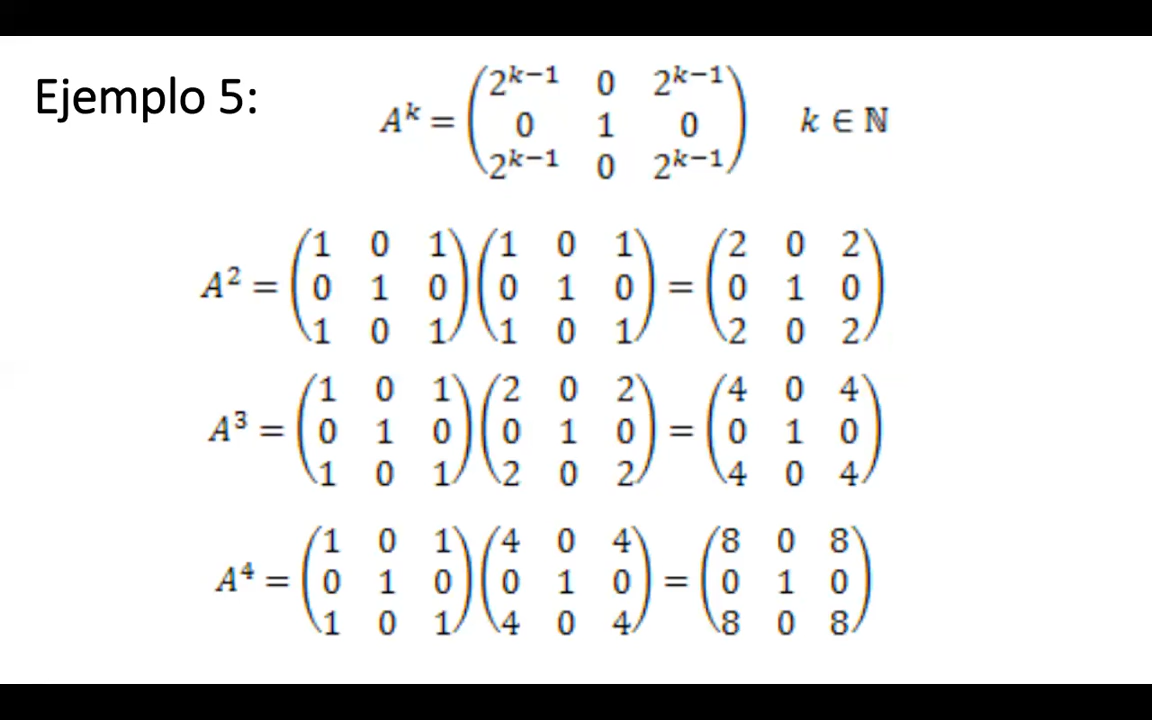 Ejemplo 5:
A^k = (2^{k−1} 0 2^{k−1}
0 1 0
2^{k−1} 0 2^{k−1}) k ∈ ℕ
A² = (1 0 1) (1 0 1) = (2 0 2)
(0 1 0) (0 1 0) (0 1 0)
(1 0 1) (1 0 1) (2 0 2)
A³ = (1 0 1) (2 0 2) = (4 0 4)
(0 1 0) (0 1 0) (0 1 0)
(1 0 1) (2 0 2) (4 0 4)
A⁴ = (1 0 1) (4 0 4) = (8 0 8)
(0 1 0) (0 1 0) (0 1 0)
(1 0 1) (4 0 4) (8 0 8)